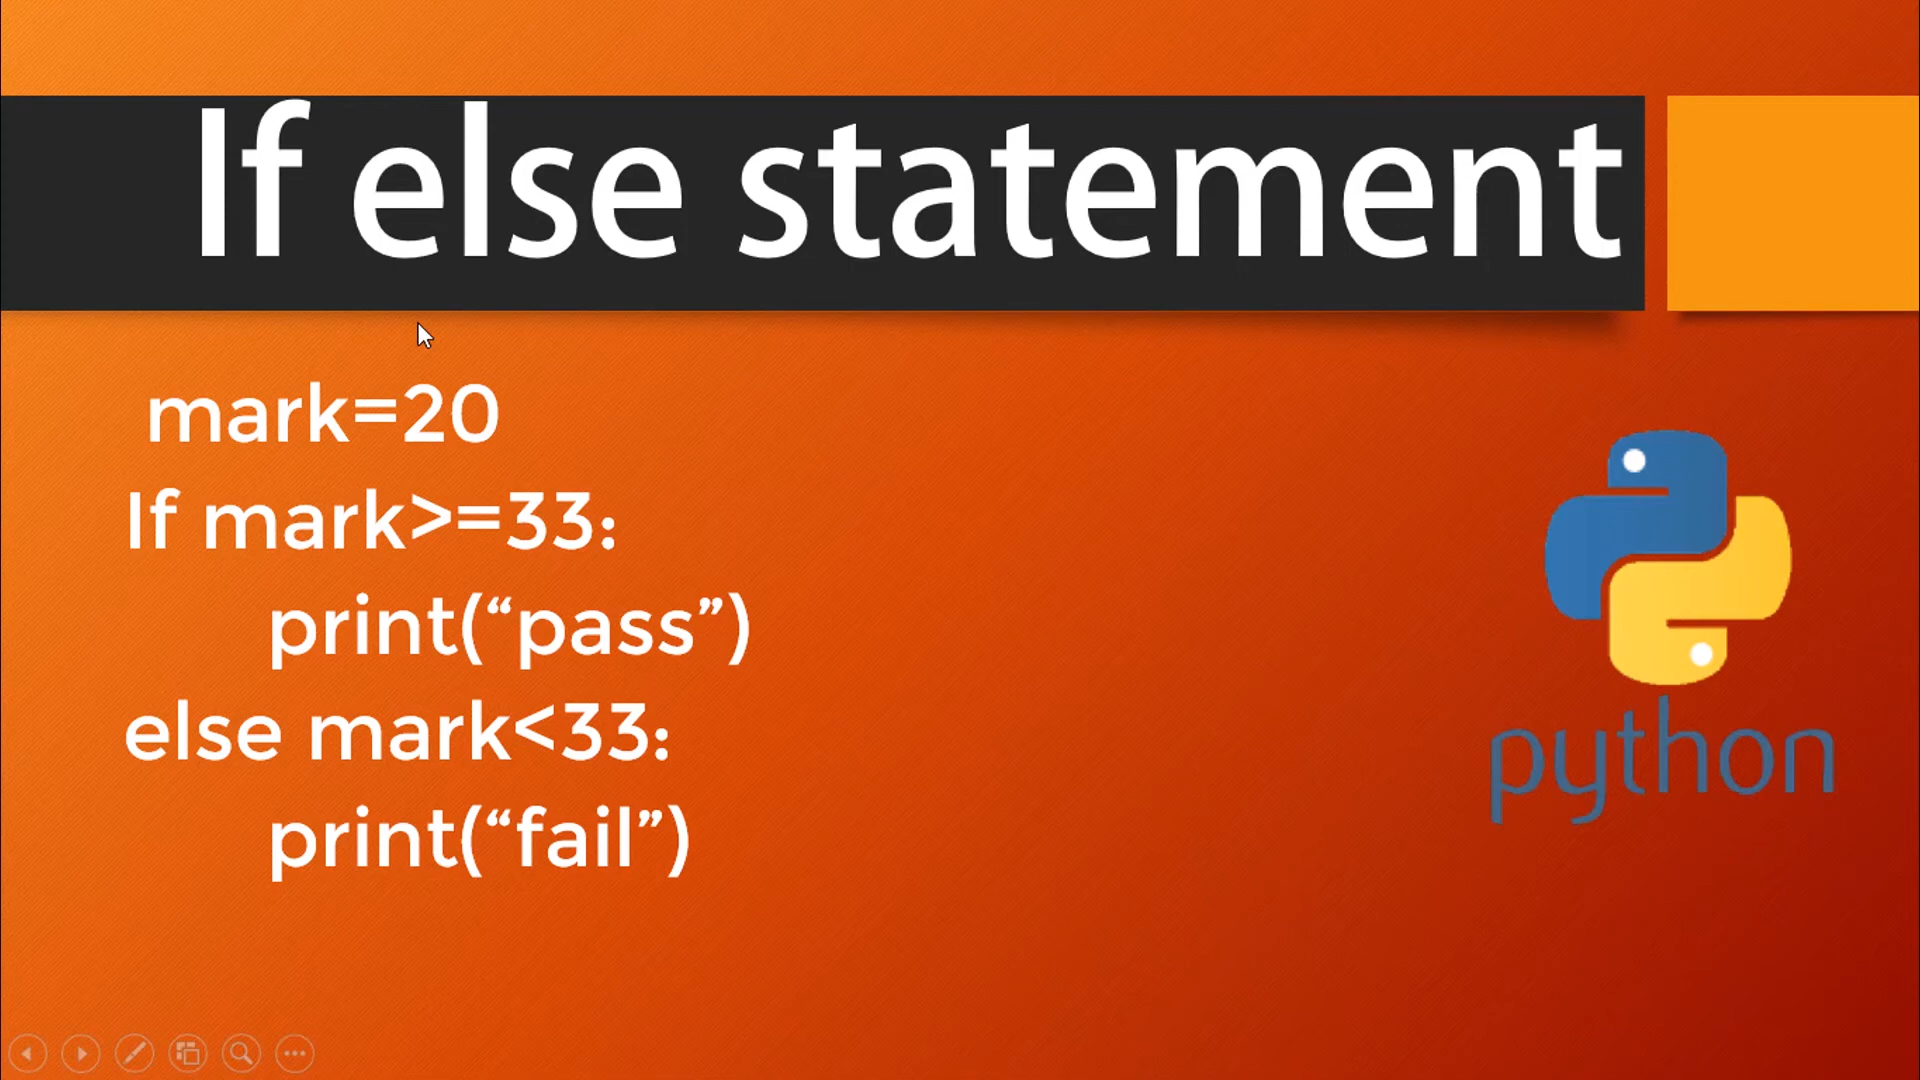 If else statement
mark=20
If mark>=33:
print(“pass”)
else mark<33:
print(“fail”)
python